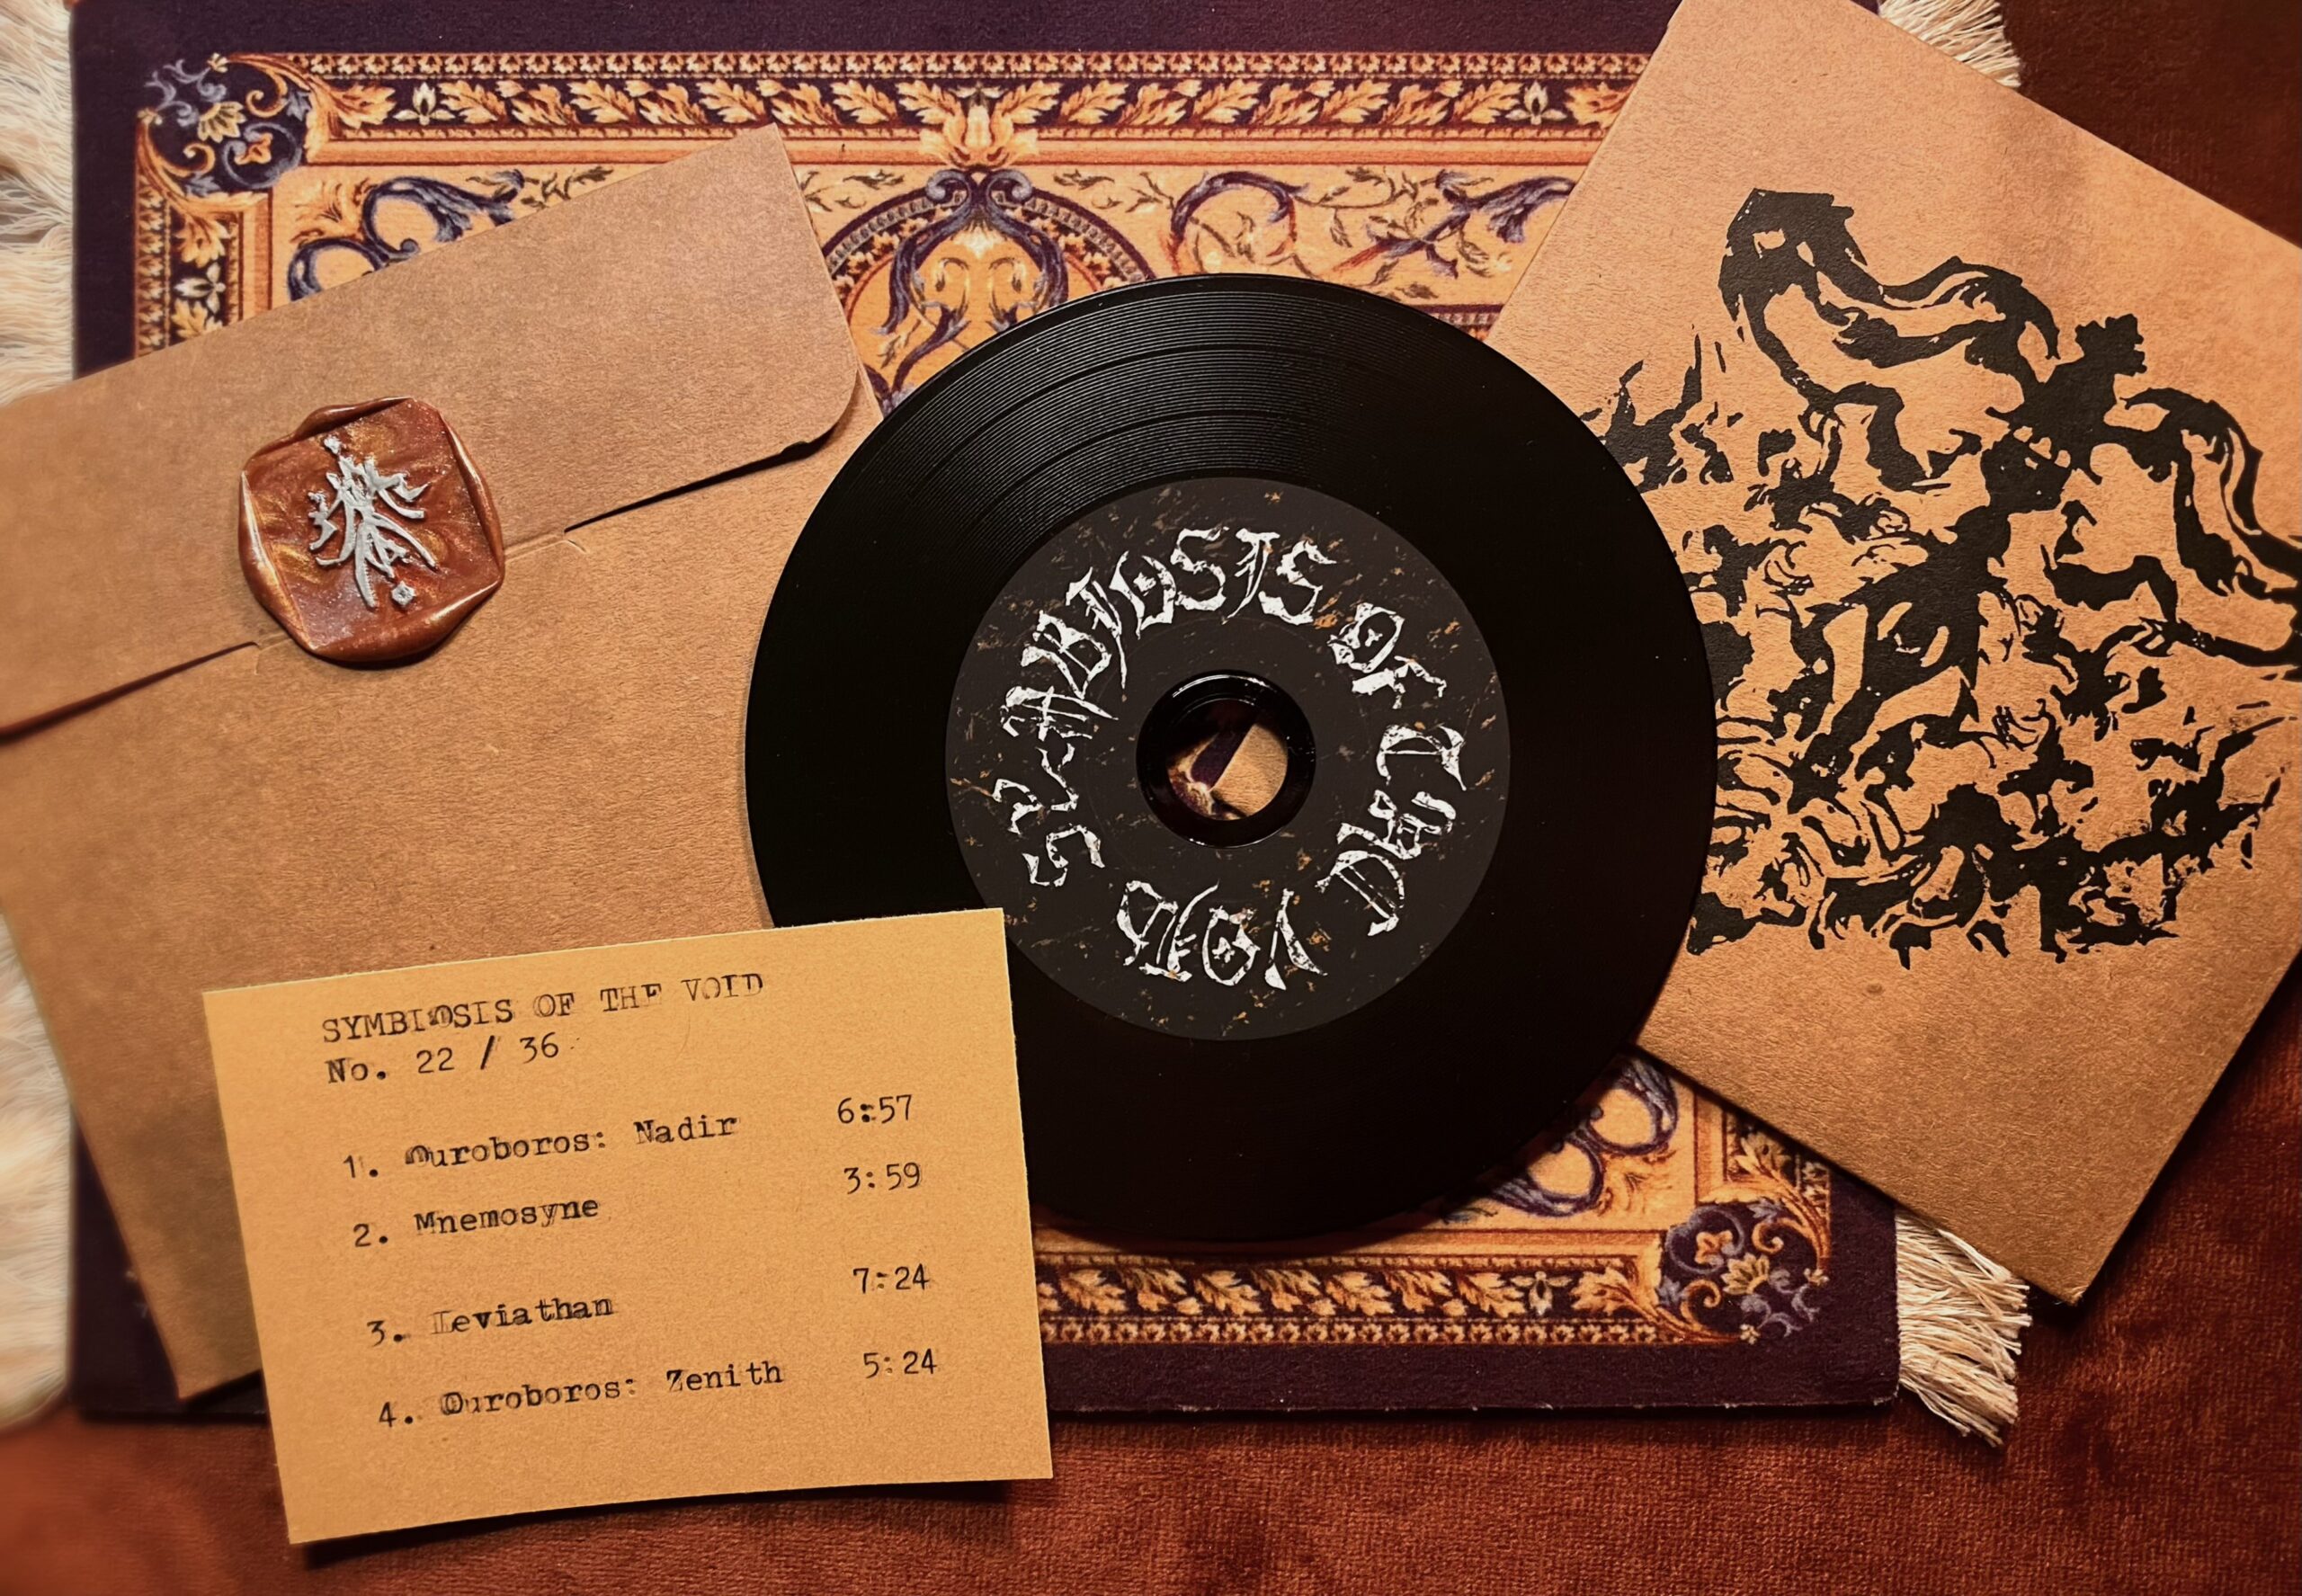 SYMBIOSIS OF THE VOID
SYMBIOSIS OF THE VOID
No. 22 / 36
1. Ouroboros: Nadir 6:57
2. Mnemosyne 3:59
3. Leviathan 7:24
4. Ouroboros: Zenith 5:24